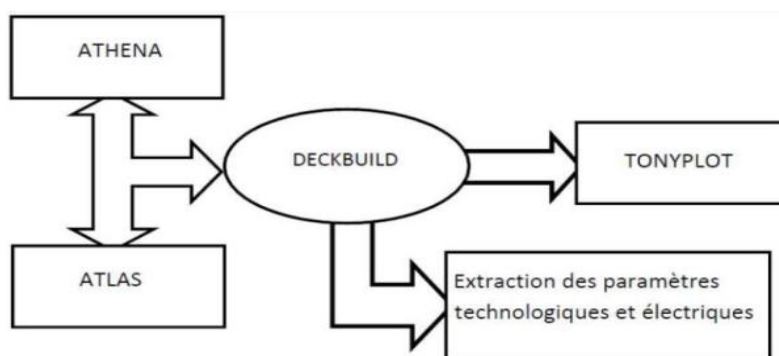 ATHENA
DECKBUILD
TONYPLOT
ATLAS
Extraction des paramètres
technologiques et électriques